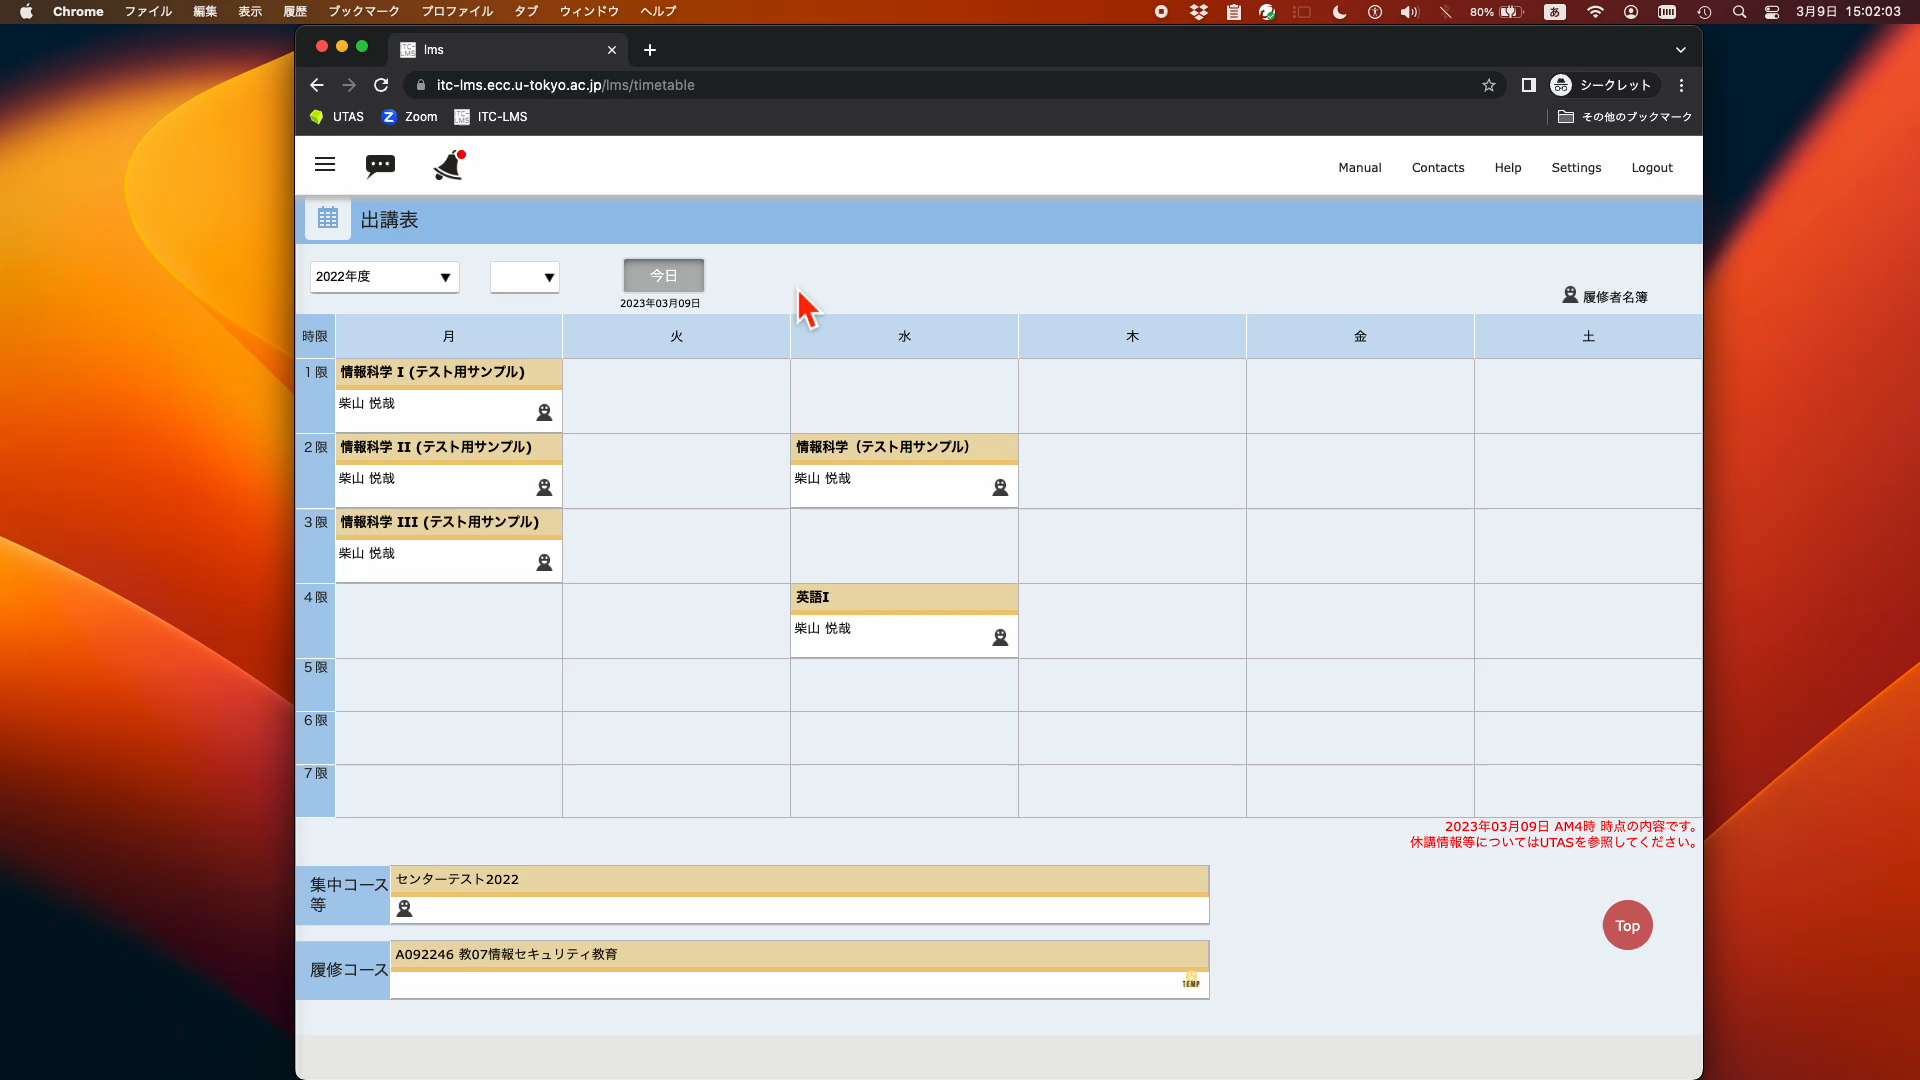 Chrome ファイル 編集 表示 履歴 ブックマーク プロファイル タブ ウィンドウ ヘルプ 80% あ 3月9日 15:02:03
lms
itc-lms.ecc.u-tokyo.ac.jp/lms/timetable シークレット
UTAS Zoom ITC-LMS その他のブックマーク
Manual Contacts Help Settings Logout
出講表
2022年度 今日
2023年03月09日 履修者名簿
時限 月 火 水 木 金 土
1限 情報科学 I (テスト用サンプル)
柴山 悦哉
2限 情報科学 II (テスト用サンプル) 情報科学（テスト用サンプル）
柴山 悦哉 柴山 悦哉
3限 情報科学 III (テスト用サンプル)
柴山 悦哉
4限 英語I
柴山 悦哉
5限
6限
7限
2023年03月09日 AM4時 時点の内容です。
休講情報等についてはUTASを参照してください。
集中コース等 センターテスト2022
Top
履修コース A092246 教07情報セキュリティ教育
TEMP